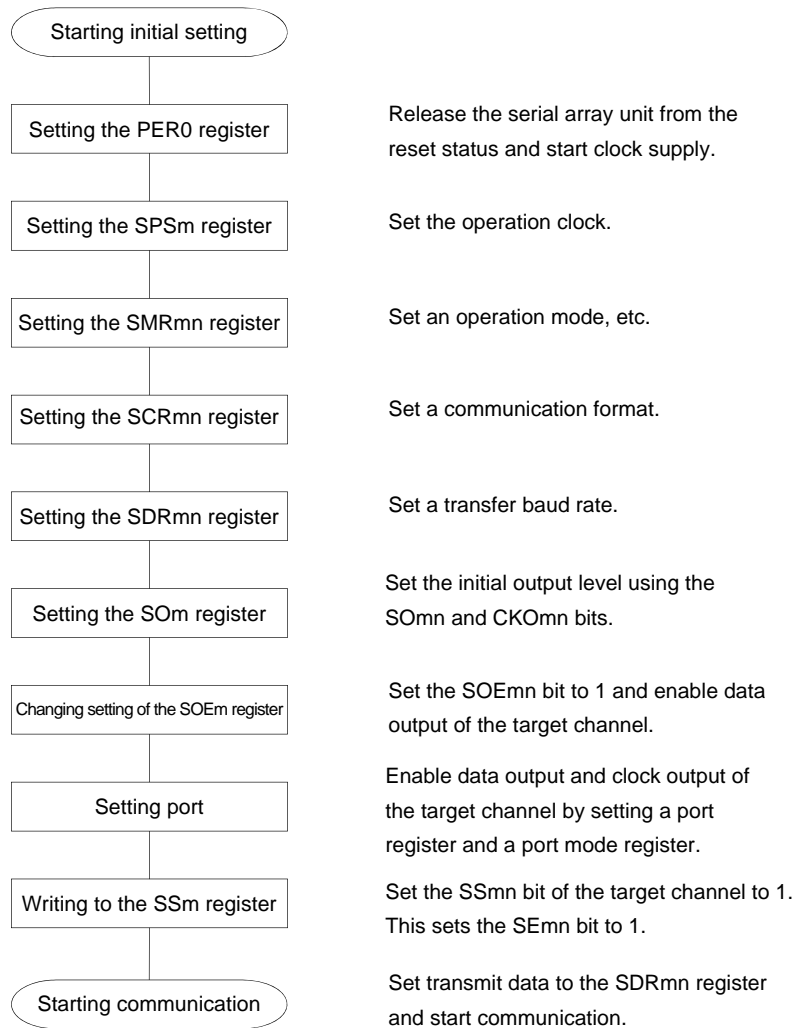 Starting initial setting
Setting the PER0 register
Release the serial array unit from the
reset status and start clock supply.
Setting the SPSm register
Set the operation clock.
Setting the SMRmn register
Set an operation mode, etc.
Setting the SCRmn register
Set a communication format.
Setting the SDRmn register
Set a transfer baud rate.
Setting the SOm register
Set the initial output level using the
SOmn and CKOmn bits.
Changing setting of the SOEm register
Set the SOEmn bit to 1 and enable data
output of the target channel.
Setting port
Enable data output and clock output of
the target channel by setting a port
register and a port mode register.
Writing to the SSm register
Set the SSmn bit of the target channel to 1.
This sets the SEmn bit to 1.
Starting communication
Set transmit data to the SDRmn register
and start communication.